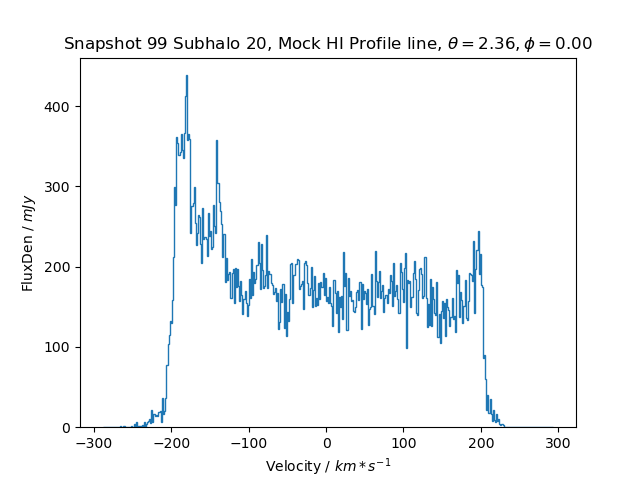 Snapshot 99 Subhalo 20, Mock HI Profile line, θ = 2.36, ϕ = 0.00
400
300
200
100
0
FluxDen / mJy
−300 −200 −100 0 100 200 300
Velocity / km * s⁻¹